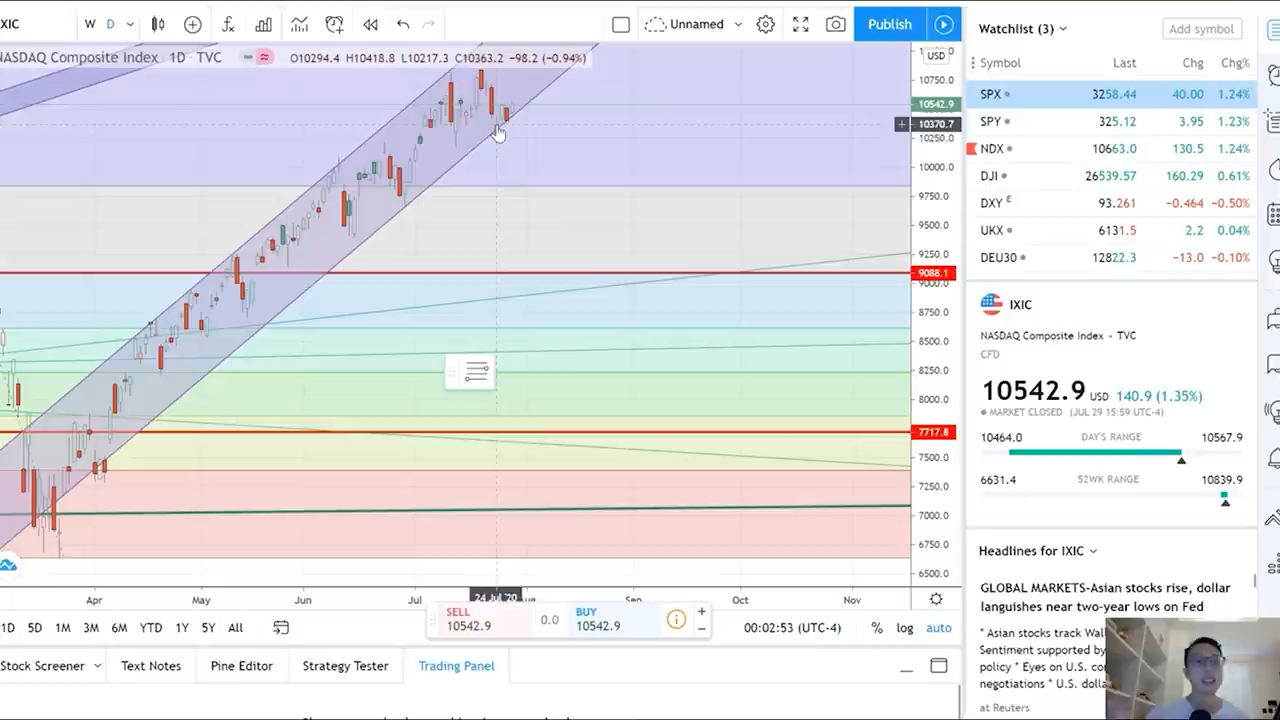 IXIC W D Unnamed Publish
NASDAQ Composite Index · 1D · TVC O10294.4 H10418.8 L10217.3 C10363.2 −98.2 (−0.94%)
USD
10750.0
10542.9
10370.7
10250.0
10000.0
9750.0
9500.0
9250.0
9088.1
9000.0
8750.0
8500.0
8250.0
8000.0
7717.8
7500.0
7250.0
7000.0
6750.0
6500.0
Apr May Jun Jul 24 Jul '20 Aug Sep Oct Nov
SELL
10542.9
0.0
BUY
10542.9
1D 5D 1M 3M 6M YTD 1Y 5Y All 00:02:53 (UTC-4) % log auto
Stock Screener Text Notes Pine Editor Strategy Tester Trading Panel
Watchlist (3) Add symbol
Symbol Last Chg Chg%
SPX 3258.44 40.00 1.24%
SPY 325.12 3.95 1.23%
NDX 10663.0 130.5 1.24%
DJI 26539.57 160.29 0.61%
DXY E 93.261 −0.464 −0.50%
UKX 6131.5 2.2 0.04%
DEU30 12822.3 −13.0 −0.10%
IXIC
NASDAQ Composite Index · TVC
CFD
10542.9 USD 140.9 (1.35%)
MARKET CLOSED (JUL 29 15:59 UTC-4)
10464.0 DAY'S RANGE 10567.9
6631.4 52WK RANGE 10839.9
Headlines for IXIC
GLOBAL MARKETS-Asian stocks rise, dollar
languishes near two-year lows on Fed
* Asian stocks track Wal
Sentiment supported by
policy * Eyes on U.S. co
negotiations * U.S. dolla
at Reuters